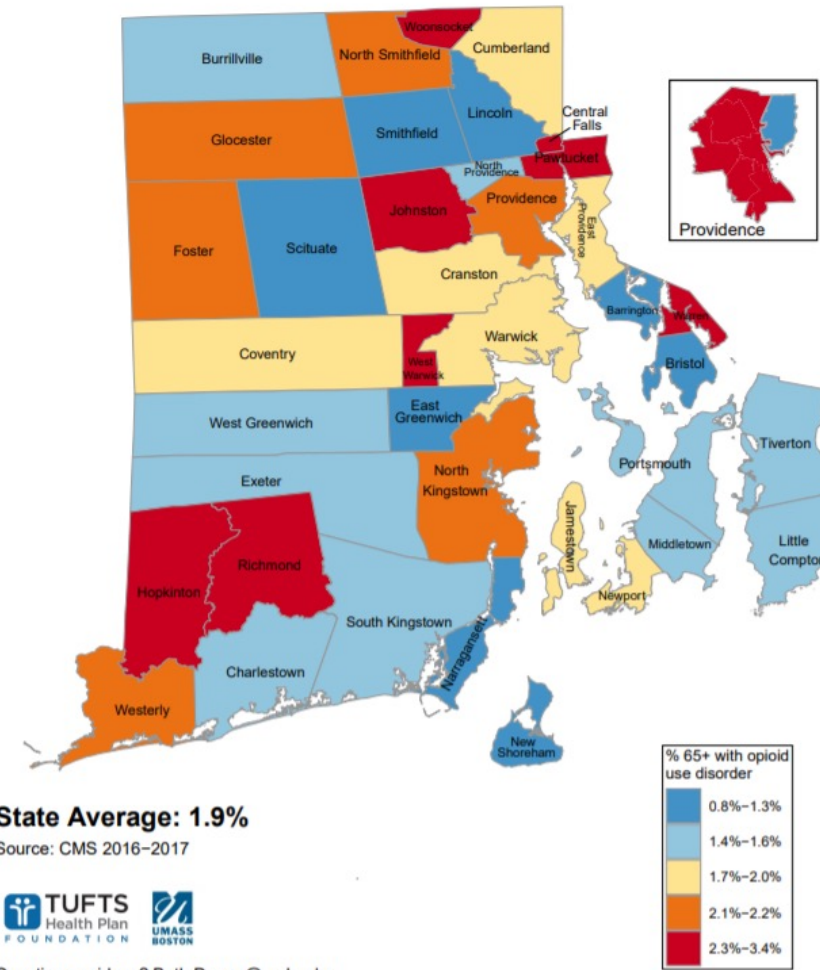 Woonsocket
Burrillville
North Smithfield
Cumberland
Glocester
Smithfield
Lincoln
Central
Falls
Pawtucket
North
Providence
Johnston
Providence
East
Providence
Foster
Scituate
Cranston
Barrington
Warren
Coventry
Warwick
West
Warwick
Bristol
West Greenwich
East
Greenwich
Exeter
North
Kingstown
Portsmouth
Tiverton
Jamestown
Middletown
Little
Compto
Hopkinton
Richmond
Newport
South Kingstown
Charlestown
Narragansett
Westerly
New
Shoreham
Providence
% 65+ with opioid
use disorder
0.8%−1.3%
1.4%−1.6%
1.7%−2.0%
2.1%−2.2%
2.3%−3.4%
State Average: 1.9%
Source: CMS 2016−2017
TUFTS
Health Plan
FOUNDATION
UMASS
BOSTON